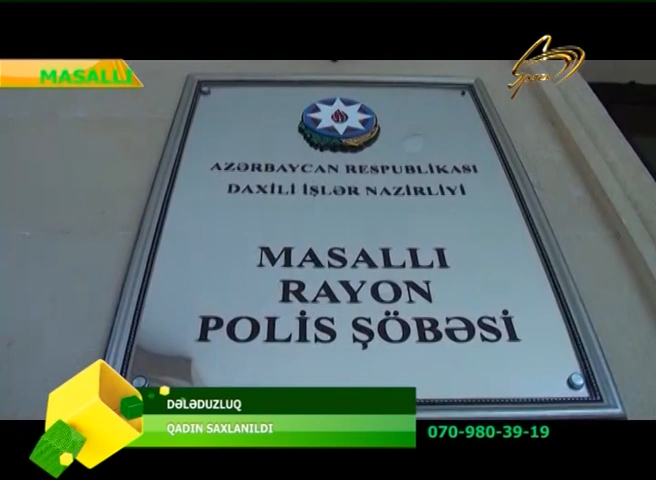 MASALLI
AZƏRBAYCAN RESPUBLİKASI
DAXİLİ İŞLƏR NAZİRLİYİ
MASALLI
RAYON
POLİS ŞÖBƏSİ
DƏLƏDUZLUQ
QADIN SAXLANILDI
070-980-39-19